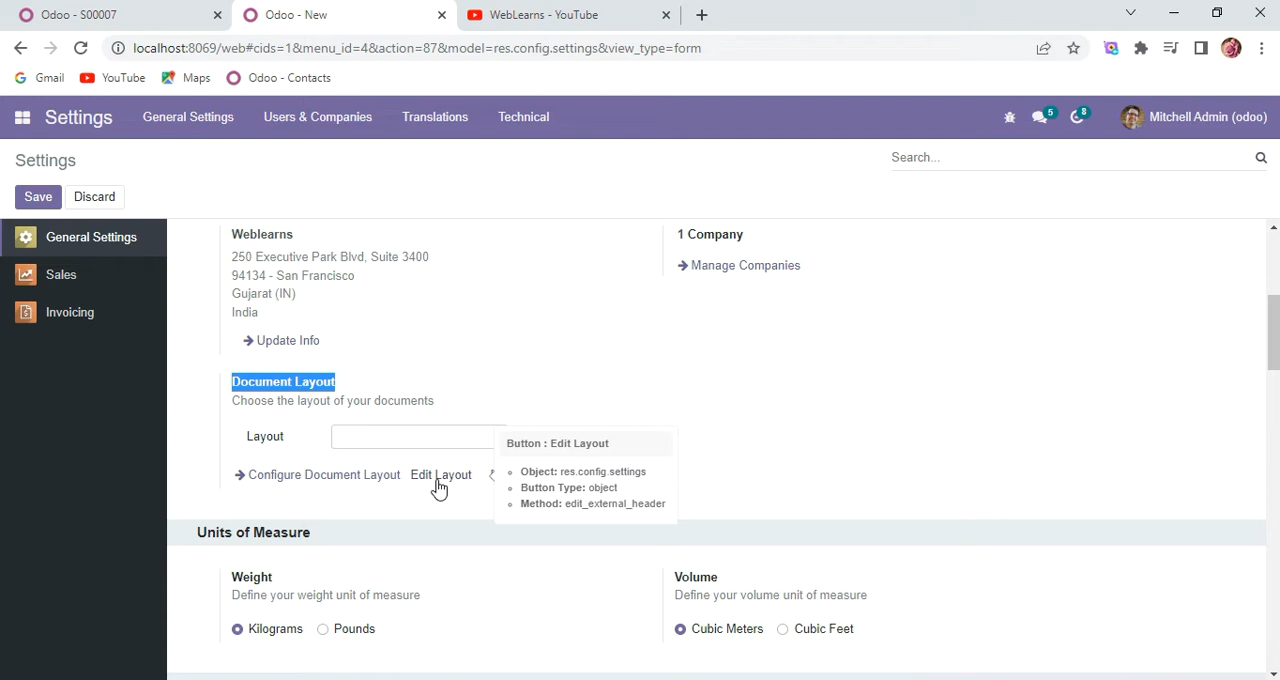 Odoo - S00007
Odoo - New
WebLearns - YouTube
localhost:8069/web#cids=1&menu_id=4&action=87&model=res.config.settings&view_type=form
Gmail
YouTube
Maps
Odoo - Contacts
Settings
General Settings
Users & Companies
Translations
Technical
5
8
Mitchell Admin (odoo)
Settings
Search...
Save
Discard
General Settings
Sales
Invoicing
Weblearns
250 Executive Park Blvd, Suite 3400
94134 - San Francisco
Gujarat (IN)
India
Update Info
1 Company
Manage Companies
Document Layout
Choose the layout of your documents
Layout
Configure Document Layout
Edit Layout
Button : Edit Layout
Object: res.config.settings
Button Type: object
Method: edit_external_header
Units of Measure
Weight
Define your weight unit of measure
Kilograms
Pounds
Volume
Define your volume unit of measure
Cubic Meters
Cubic Feet